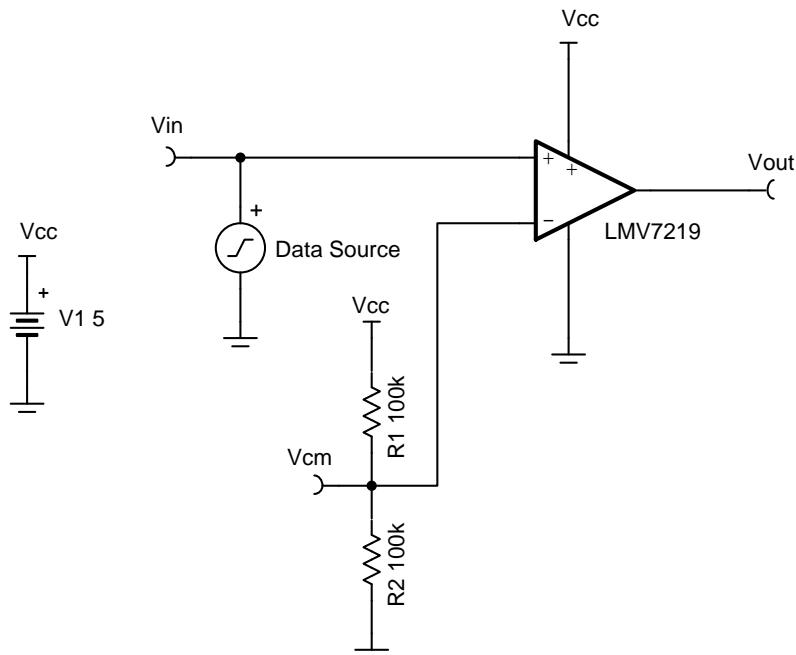 Vcc
Vin
+
+
Vout
+
−
LMV7219
Data Source
Vcc
+
V1 5
Vcc
R1 100k
Vcm
R2 100k
+